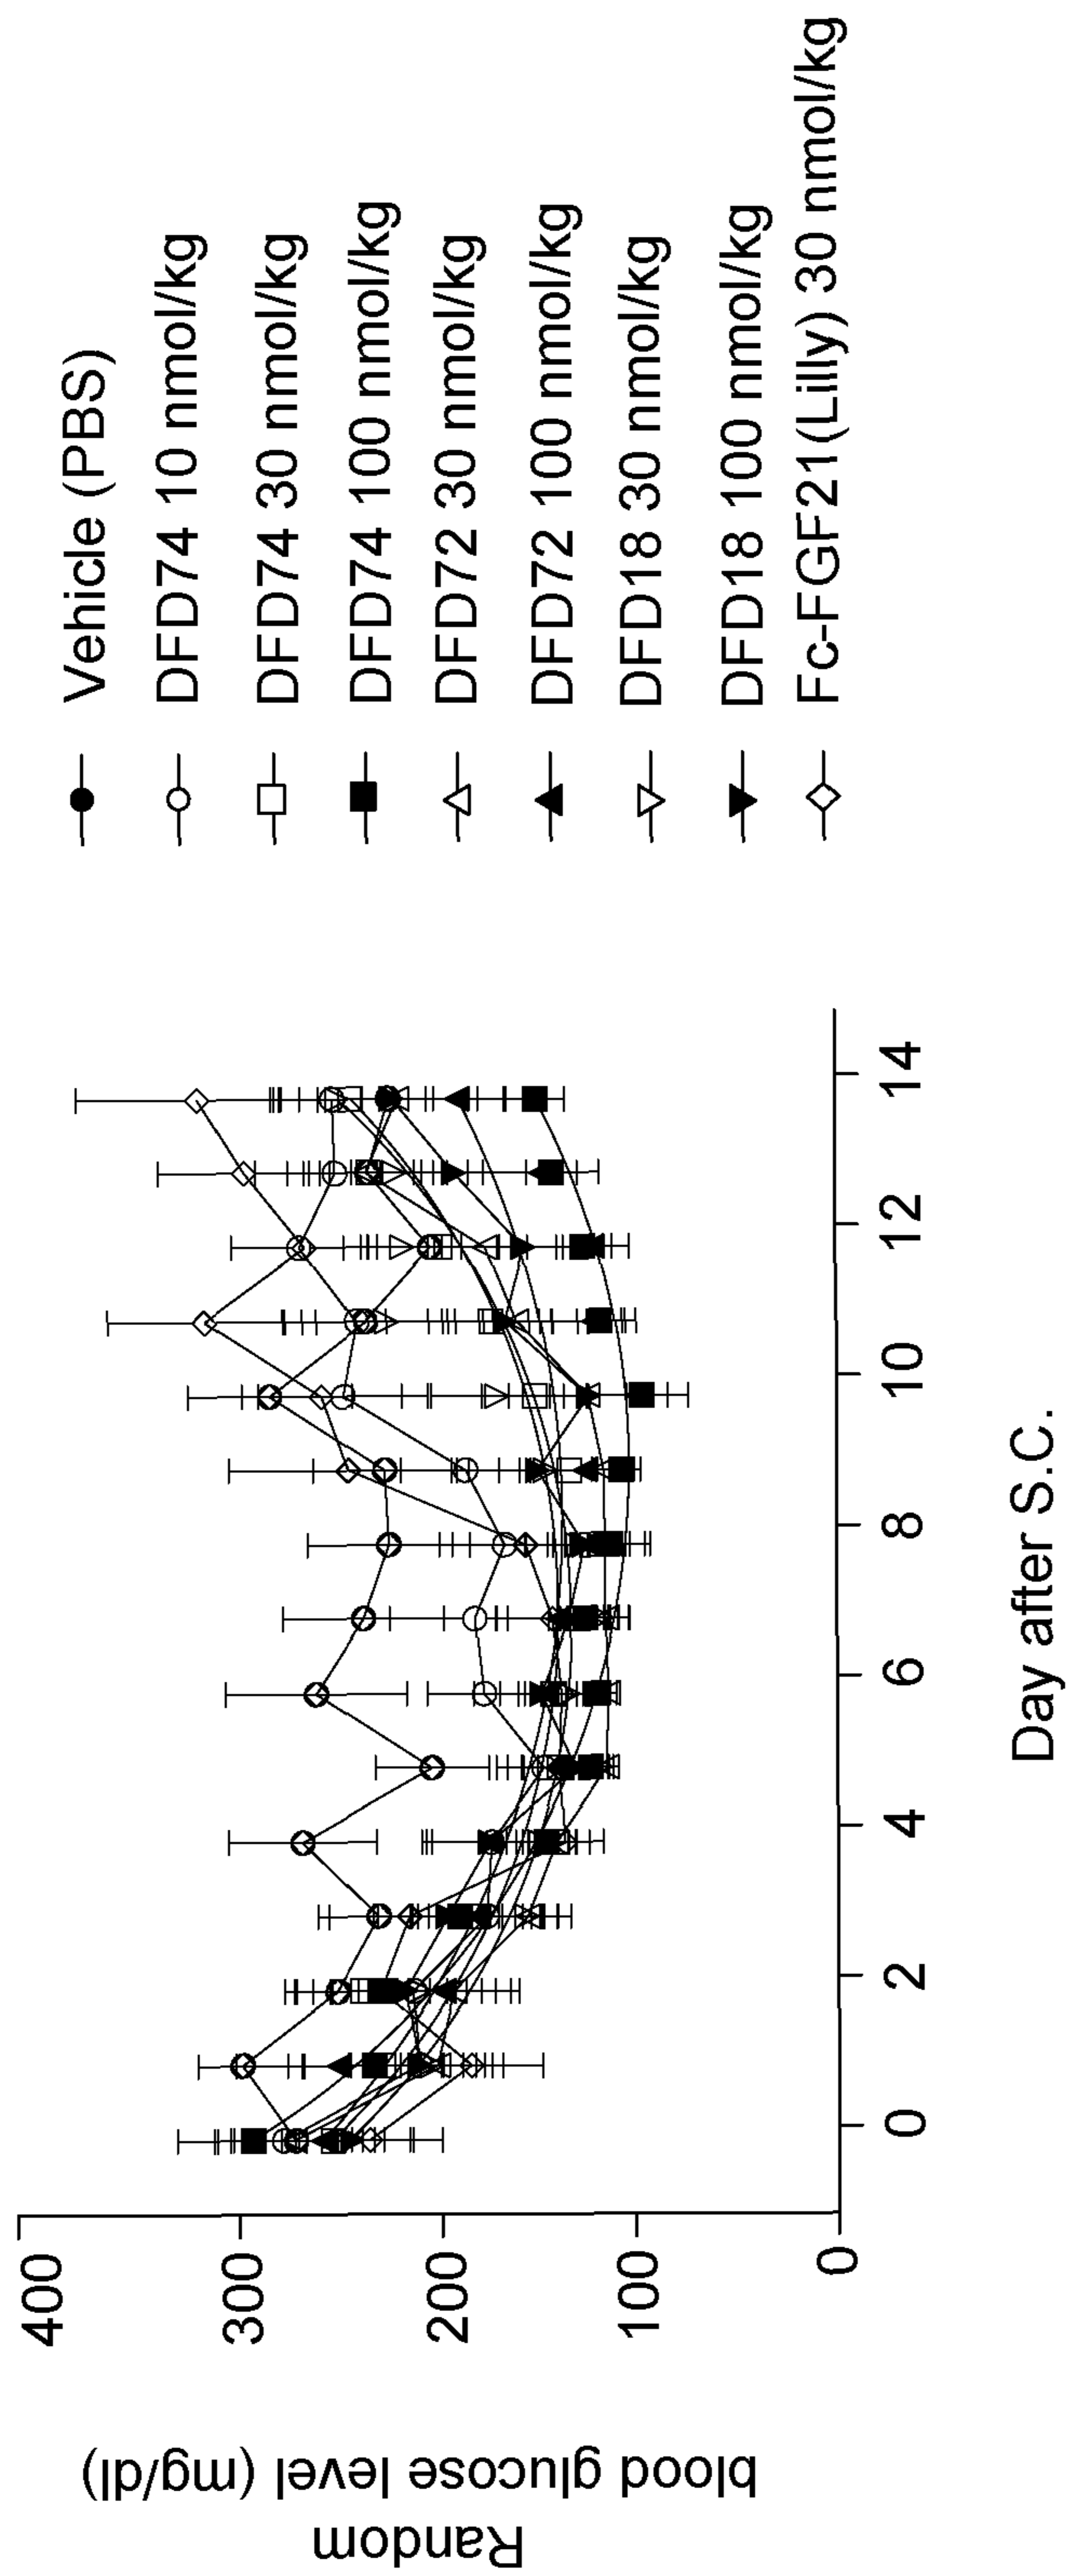 Random
blood glucose level (mg/dl)
400
300
200
100
0
0
2
4
6
8
10
12
14
Day after S.C.
Vehicle (PBS)
DFD74 10 nmol/kg
DFD74 30 nmol/kg
DFD74 100 nmol/kg
DFD72 30 nmol/kg
DFD72 100 nmol/kg
DFD18 30 nmol/kg
DFD18 100 nmol/kg
Fc-FGF21(Lilly) 30 nmol/kg